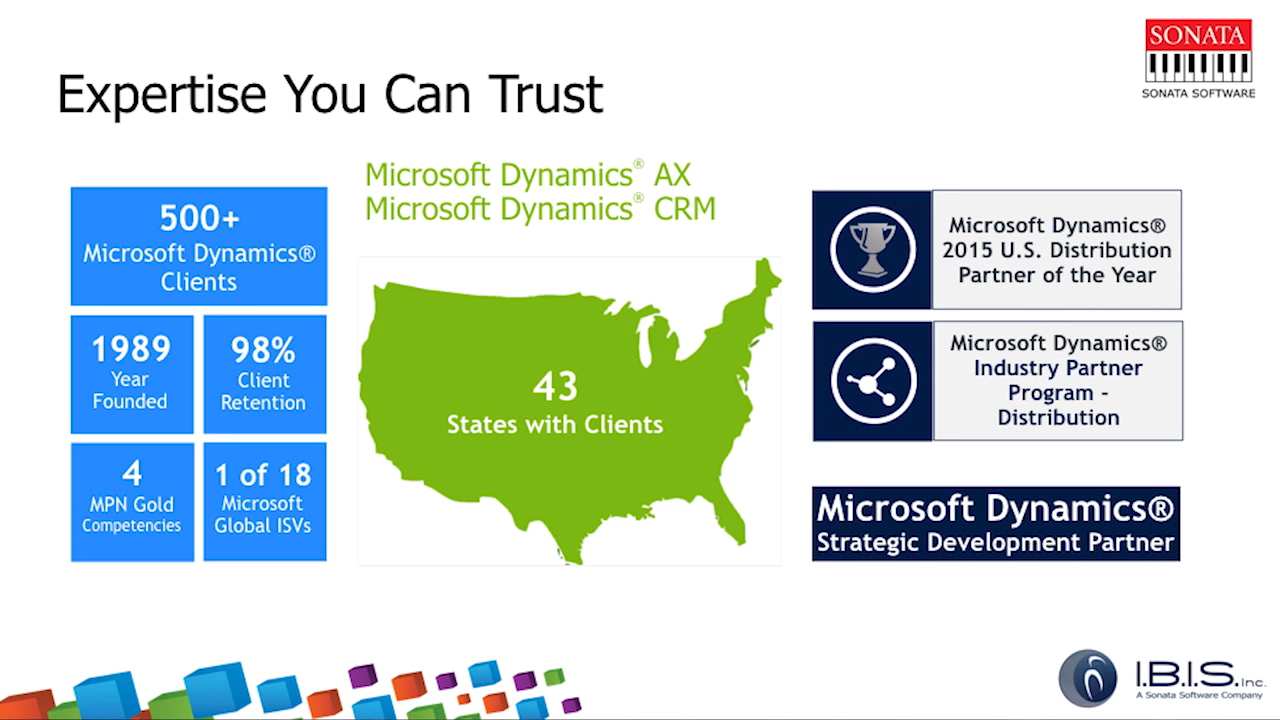 SONATA
SONATA SOFTWARE
Expertise You Can Trust
500+
Microsoft Dynamics®
Clients
1989
Year
Founded
98%
Client
Retention
4
MPN Gold
Competencies
1 of 18
Microsoft
Global ISVs
Microsoft Dynamics® AX
Microsoft Dynamics® CRM
43
States with Clients
Microsoft Dynamics®
2015 U.S. Distribution
Partner of the Year
Microsoft Dynamics®
Industry Partner
Program -
Distribution
Microsoft Dynamics®
Strategic Development Partner
I.B.I.S. Inc.
A Sonata Software Company